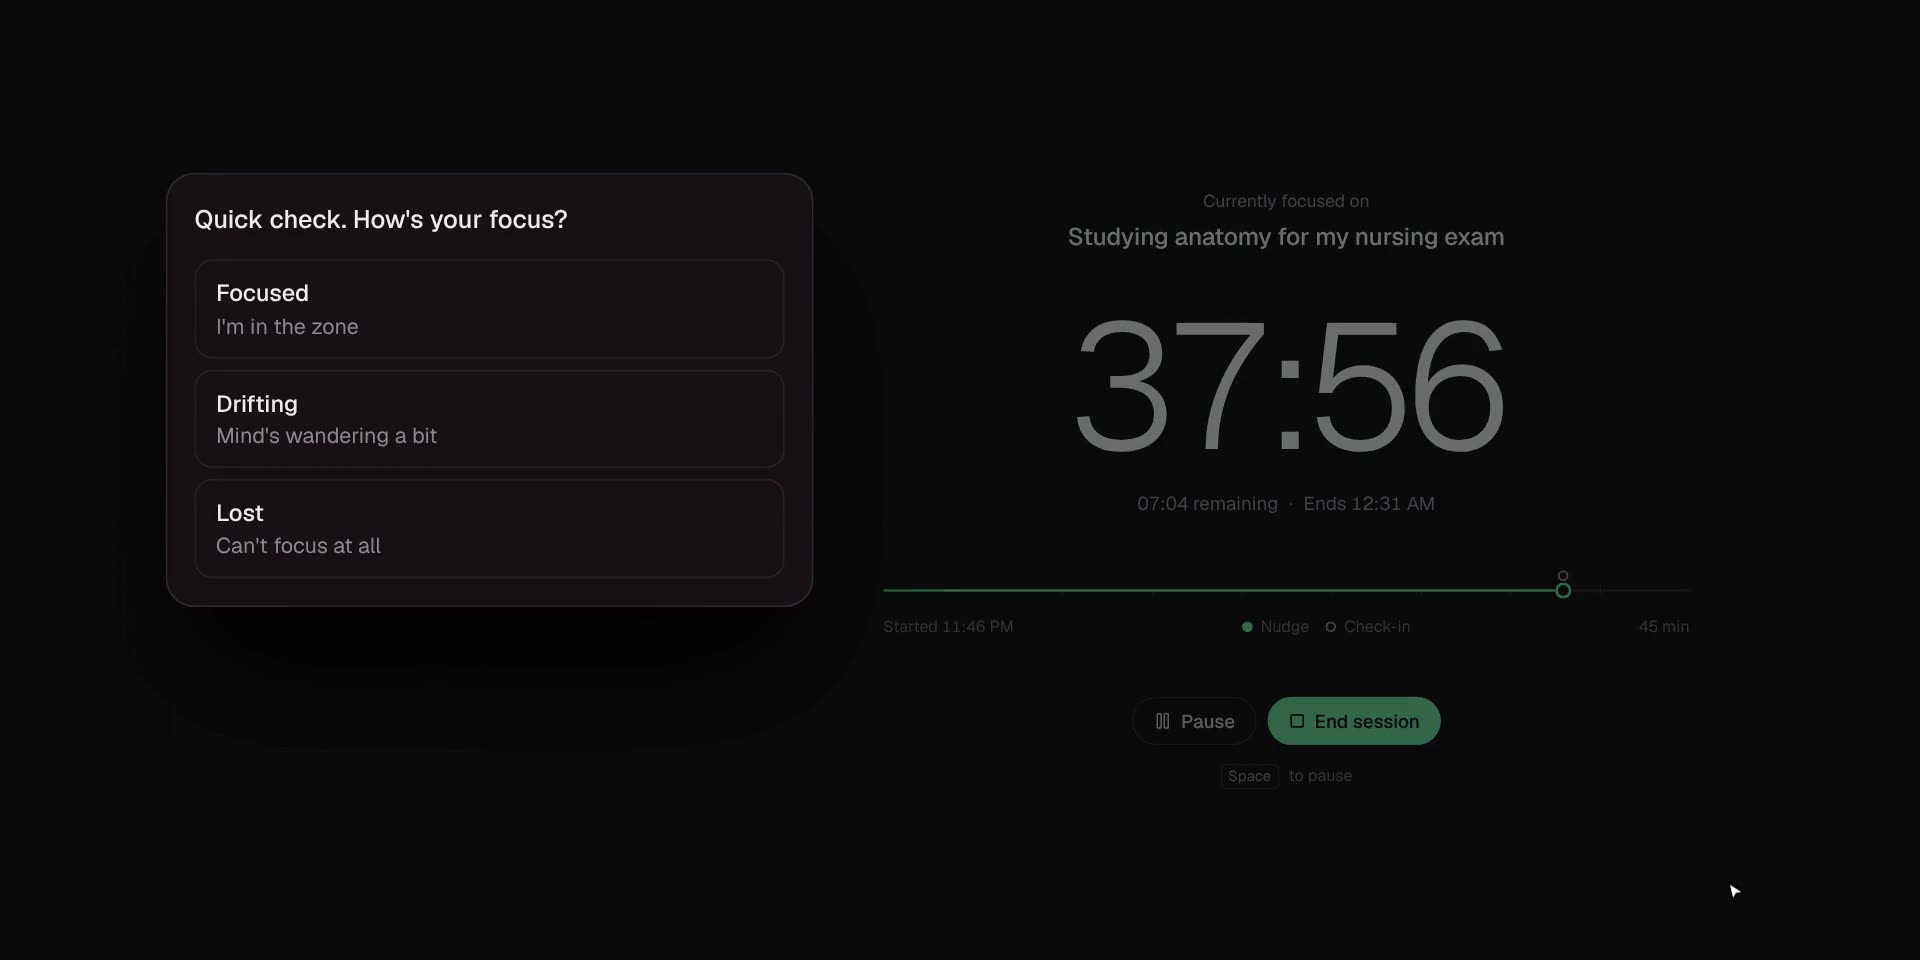 Quick check. How's your focus?
Focused
I'm in the zone
Drifting
Mind's wandering a bit
Lost
Can't focus at all
Currently focused on
Studying anatomy for my nursing exam
37:56
07:04 remaining · Ends 12:31 AM
Started 11:46 PM
Nudge
Check-in
45 min
Pause
End session
Space to pause